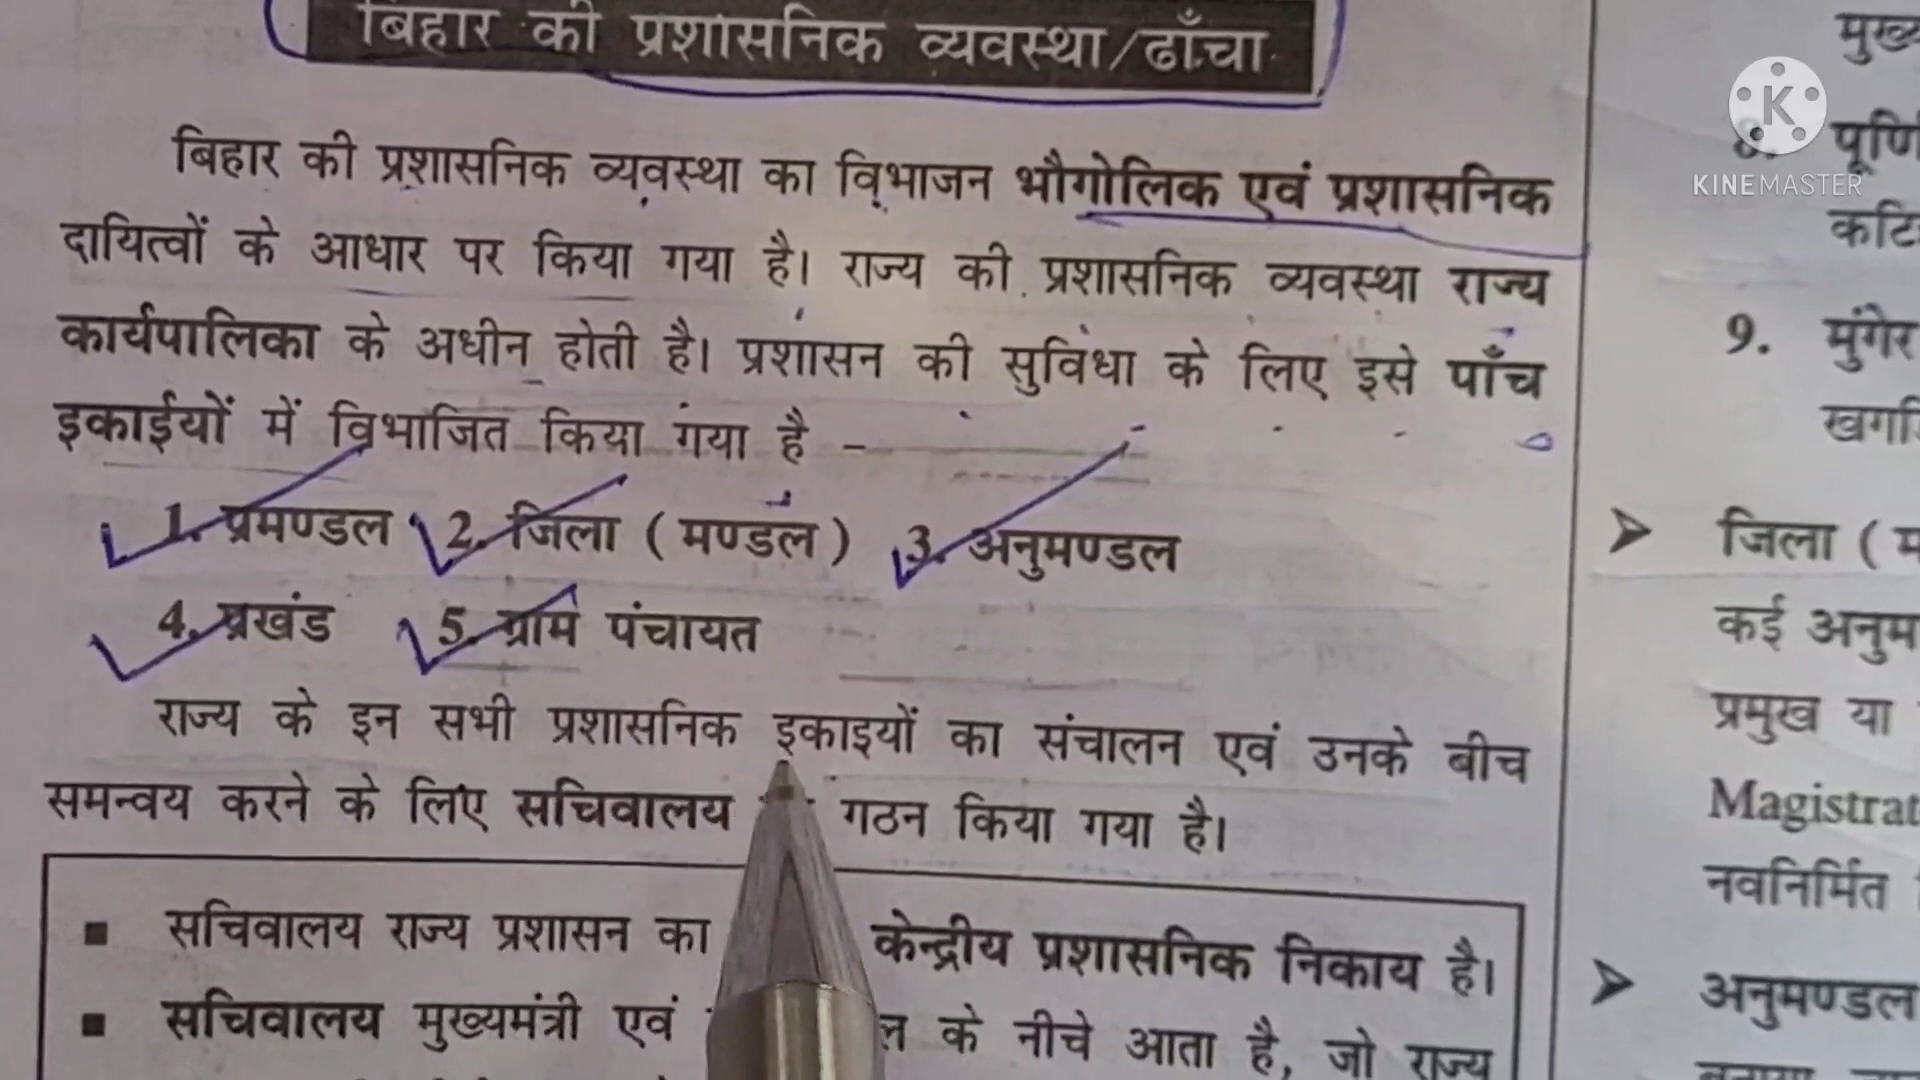 बिहार की प्रशासनिक व्यवस्था/ढाँचा
बिहार की प्रशासनिक व्यवस्था का विभाजन भौगोलिक एवं प्रशासनिक
दायित्वों के आधार पर किया गया है। राज्य की प्रशासनिक व्यवस्था राज्य
कार्यपालिका के अधीन होती है। प्रशासन की सुविधा के लिए इसे पाँच
इकाईयों में विभाजित किया गया है –
1. प्रमण्डल 2. जिला (मण्डल) 3. अनुमण्डल
4. प्रखंड 5. ग्राम पंचायत
राज्य के इन सभी प्रशासनिक इकाइयों का संचालन एवं उनके बीच
समन्वय करने के लिए सचिवालय गठन किया गया है।
■ सचिवालय राज्य प्रशासन का केन्द्रीय प्रशासनिक निकाय है।
■ सचिवालय मुख्यमंत्री एवं के नीचे आता है, जो राज्य
8.
9. मुंगेर
➤ जिला (
कई
प्रमुख या
नवनिर्मित
➤ अनुमण्डल
KINEMASTER